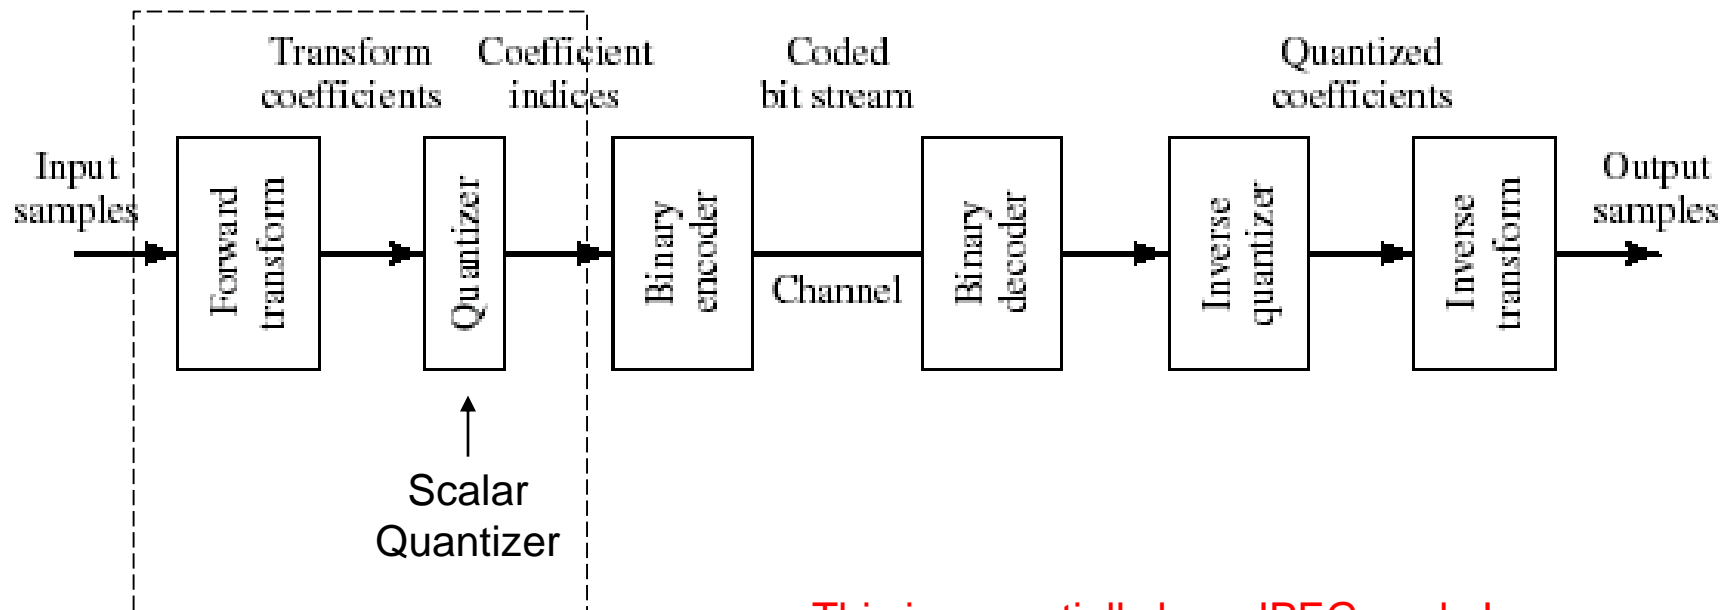 Transform
coefficients
Coefficient
indices
Coded
bit stream
Quantized
coefficients
Input
samples
Forward
transform
Quantizer
Binary
encoder
Channel
Binary
decoder
Inverse
quantizer
Inverse
transform
Output
samples
Scalar
Quantizer